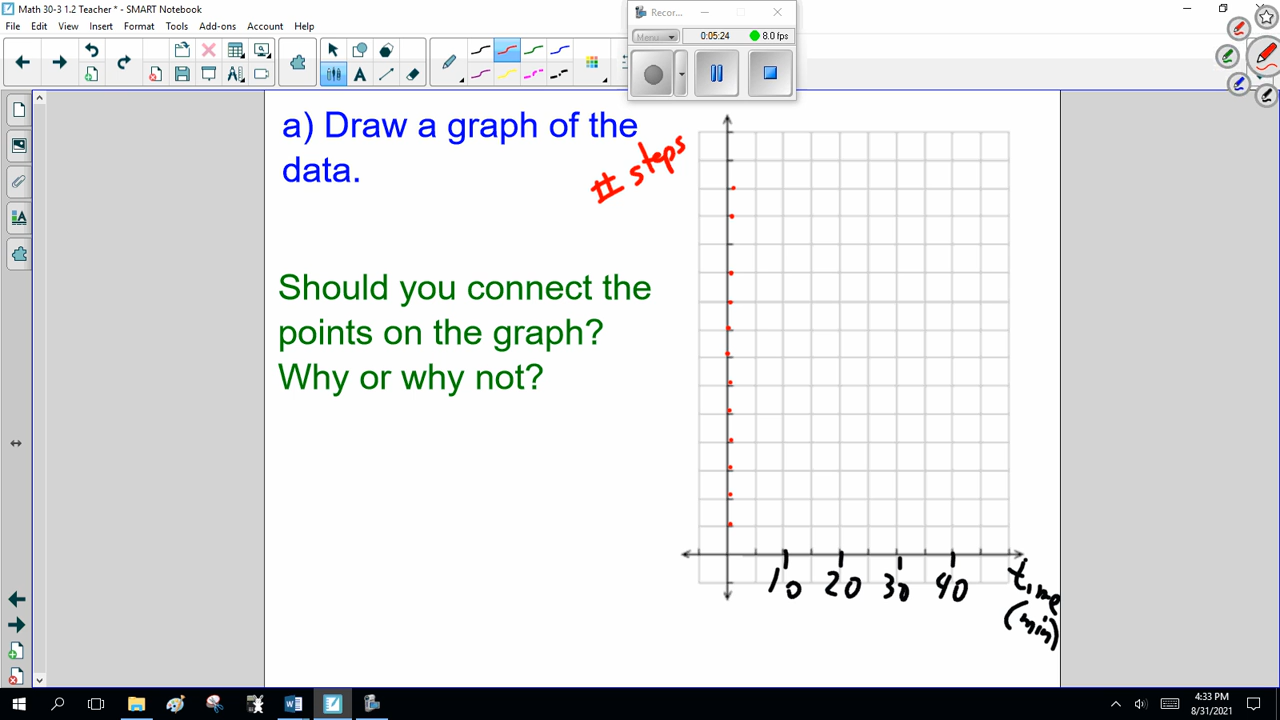 Math 30-3 1.2 Teacher * - SMART Notebook
File Edit View Insert Format Tools Add-ons Account Help
Recor...
Menu 0:05:24 8.0 fps
a) Draw a graph of the
data.
# steps
Should you connect the
points on the graph?
Why or why not?
10 20 30 40
time
(min)
4:33 PM
8/31/2021